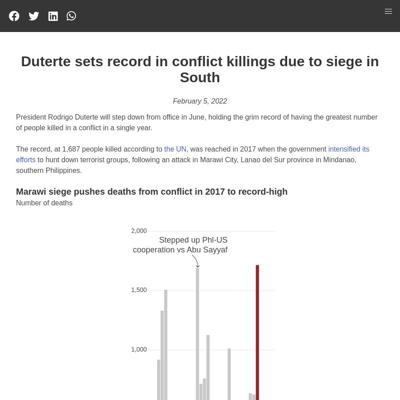 Duterte sets record in conflict killings due to siege in
South
February 5, 2022
President Rodrigo Duterte will step down from office in June, holding the grim record of having the greatest number
of people killed in a conflict in a single year.
The record, at 1,687 people killed according to the UN, was reached in 2017 when the government intensified its
efforts to hunt down terrorist groups, following an attack in Marawi City, Lanao del Sur province in Mindanao,
southern Philippines.
Marawi siege pushes deaths from conflict in 2017 to record-high
Number of deaths
2,000
Stepped up Phl-US
cooperation vs Abu Sayyaf
1,500
1,000